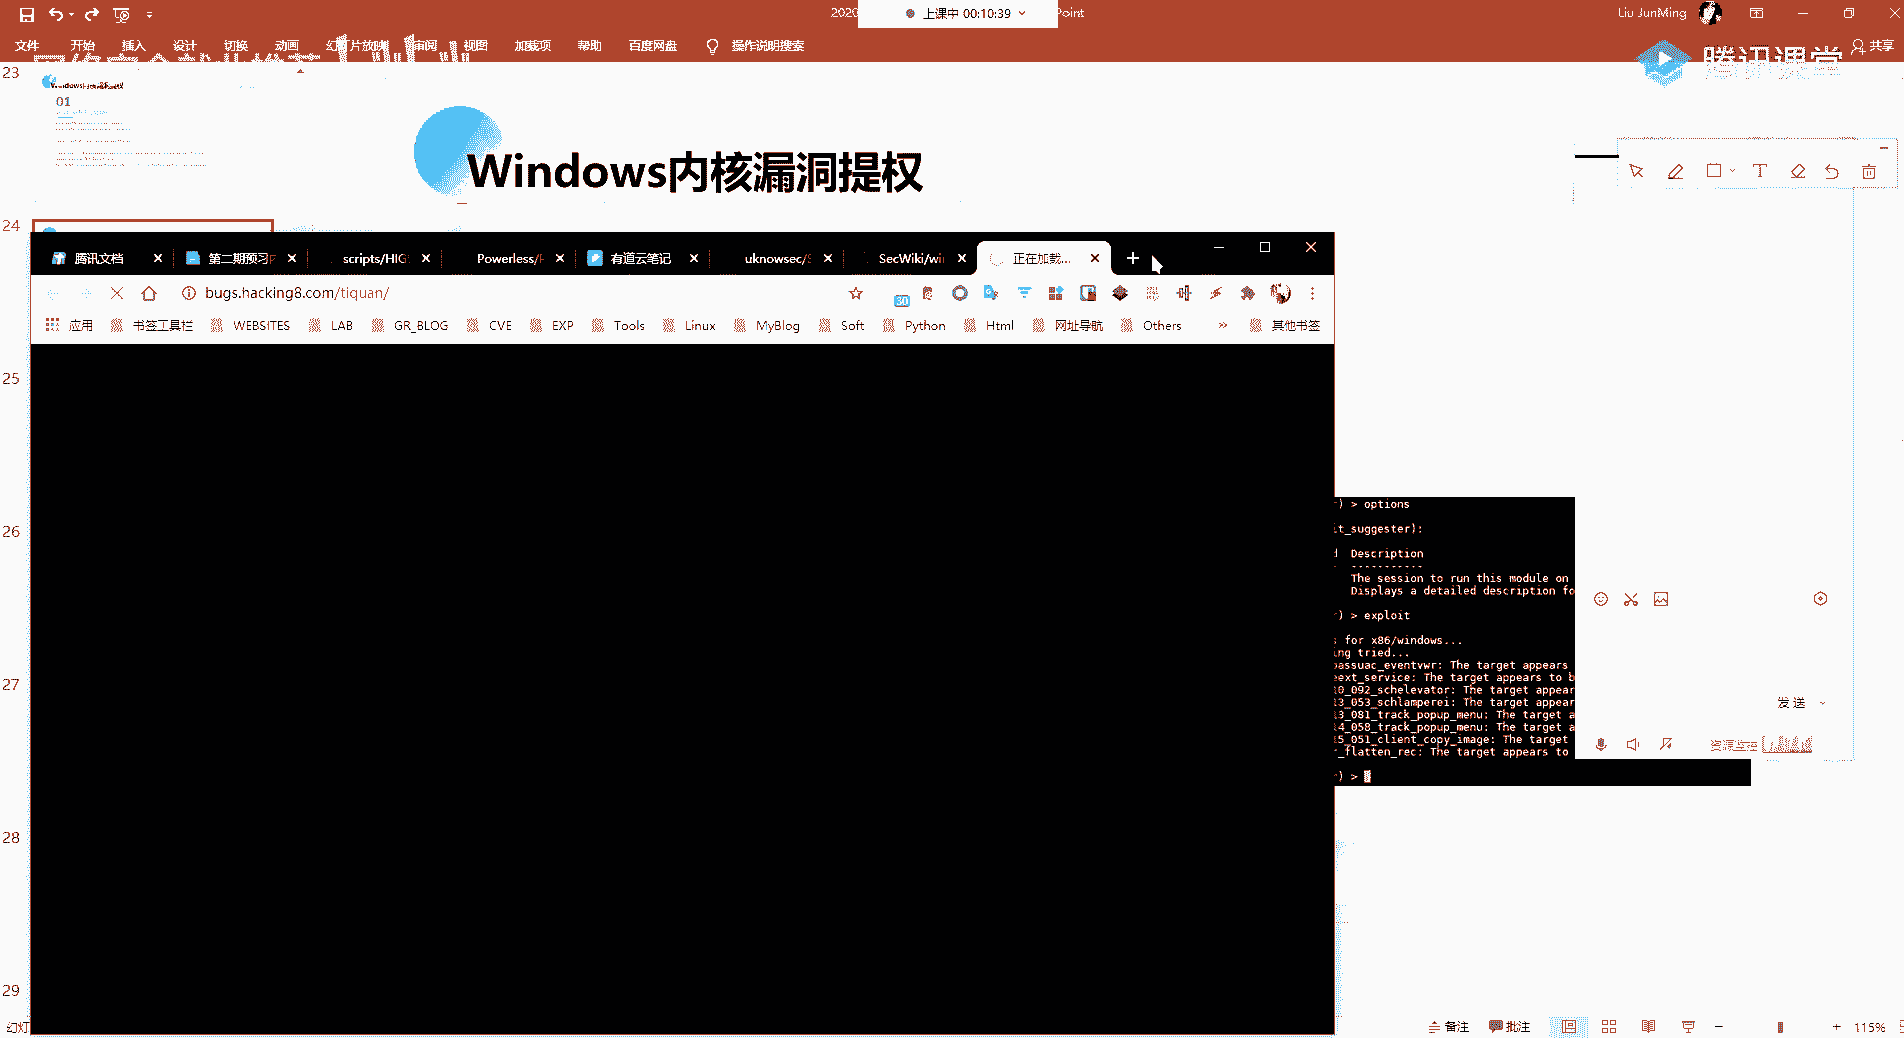 2020
上课中 00:10:39
Point
Liu JunMing
文件 开始 插入 设计 切换 动画 幻灯片放映 审阅 视图 加载项 帮助 百度网盘 操作说明搜索
共享
腾讯课堂
23
01
Windows内核漏洞提权
24
腾讯文档 第二期预习 scripts/HIG Powerless/ 有道云笔记 uknowsec/ SecWiki/wi 正在加载...
bugs.hacking8.com/tiquan/
应用 书签工具栏 WEBSITES LAB GR_BLOG CVE EXP Tools Linux MyBlog Soft Python Html 网址导航 Others » 其他书签
25
) > options
it_suggester):
26
Description
-----------
The session to run this module on
Displays a detailed description fo
) > exploit
for x86/windows...
ing tried...
passuac_eventvwr: The target appears
ext_service: The target appears to b
10_092_schelevator: The target appear
13_053_schlamperei: The target appear
13_081_track_popup_menu: The target a
14_058_track_popup_menu: The target a
15_051_client_copy_image: The target
_flatten_rec: The target appears to
) >
27
发送
资源监控
28
29
备注 批注
115%